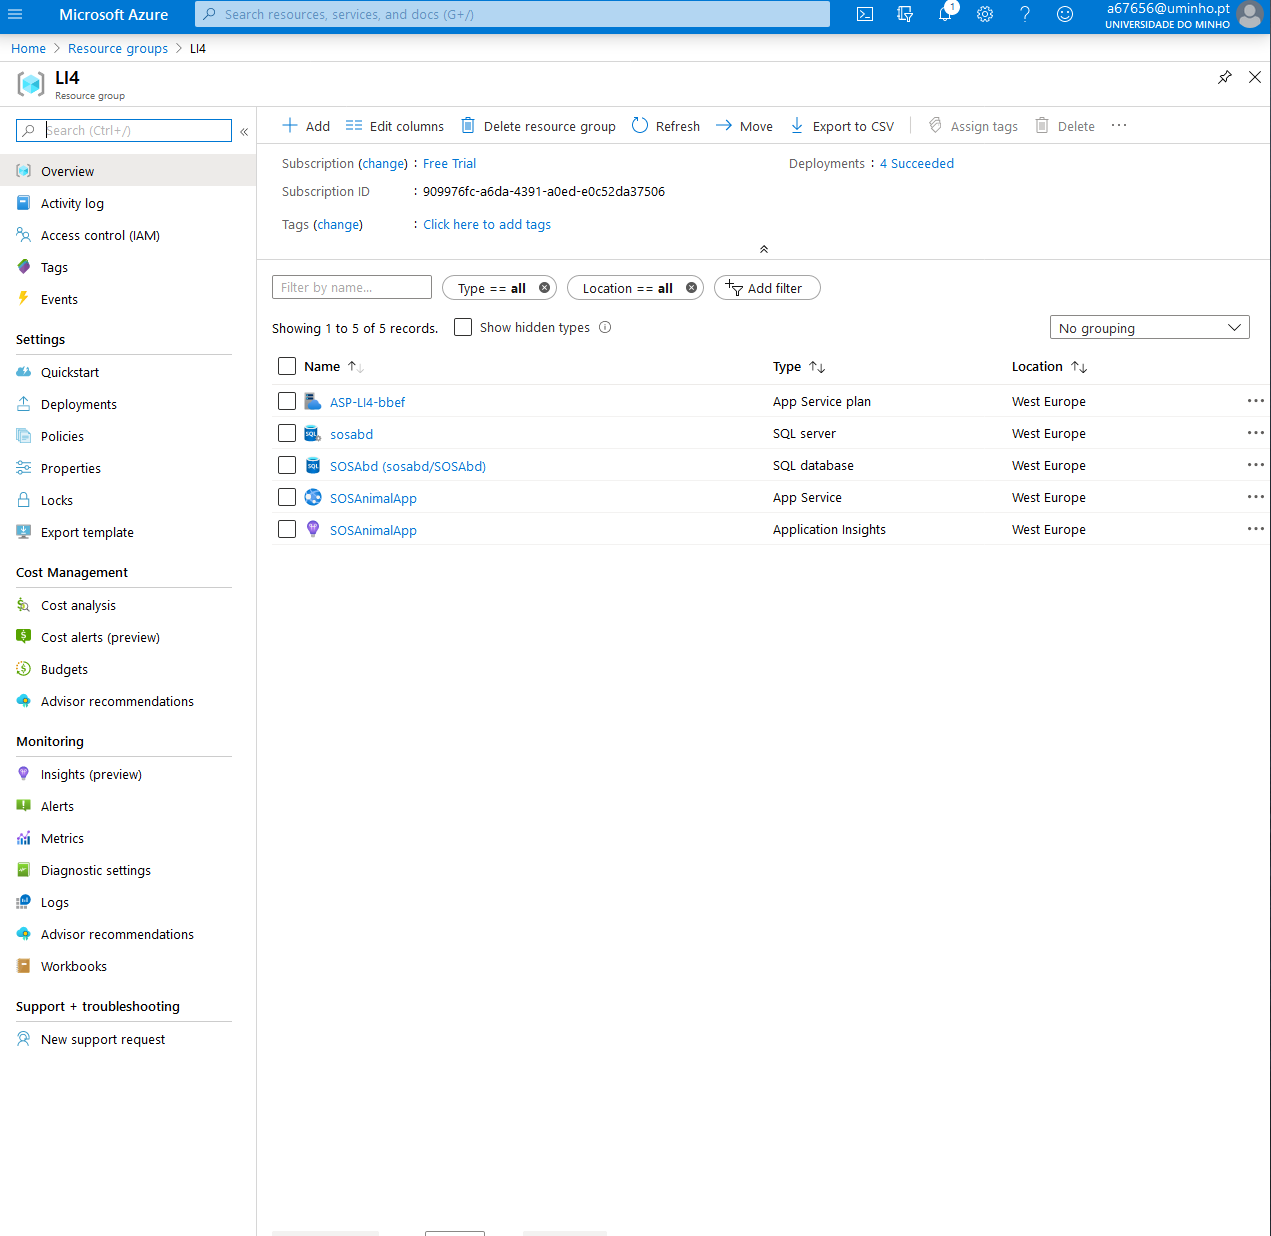 Microsoft Azure
Search resources, services, and docs (G+/)
1
a67656@uminho.pt
UNIVERSIDADE DO MINHO
Home > Resource groups > LI4
LI4
Resource group
Search (Ctrl+/)
«
Add
Edit columns
Delete resource group
Refresh
Move
Export to CSV
Assign tags
Delete
...
Overview
Activity log
Access control (IAM)
Tags
Events
Settings
Quickstart
Deployments
Policies
Properties
Locks
Export template
Cost Management
Cost analysis
Cost alerts (preview)
Budgets
Advisor recommendations
Monitoring
Insights (preview)
Alerts
Metrics
Diagnostic settings
Logs
Advisor recommendations
Workbooks
Support + troubleshooting
New support request
Subscription (change) : Free Trial
Deployments : 4 Succeeded
Subscription ID : 909976fc-a6da-4391-a0ed-e0c52da37506
Tags (change) : Click here to add tags
Filter by name...
Type == all
Location == all
Add filter
Showing 1 to 5 of 5 records.
Show hidden types
No grouping
Name Type Location
ASP-LI4-bbef App Service plan West Europe ...
sosabd SQL server West Europe ...
SOSAbd (sosabd/SOSAbd) SQL database West Europe ...
SOSAnimalApp App Service West Europe ...
SOSAnimalApp Application Insights West Europe ...